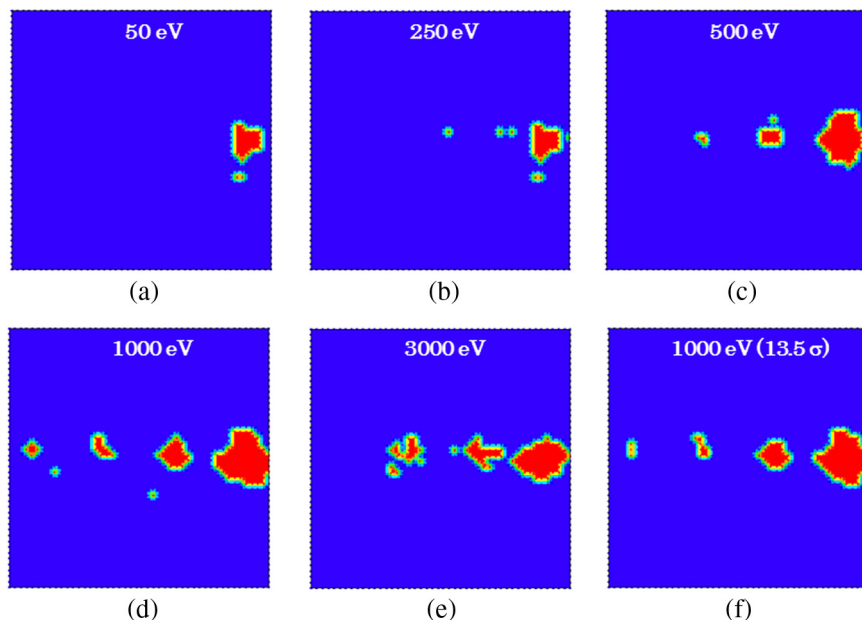 50 eV
250 eV
500 eV
(a)
(b)
(c)
1000 eV
3000 eV
1000 eV (13.5 σ)
(d)
(e)
(f)